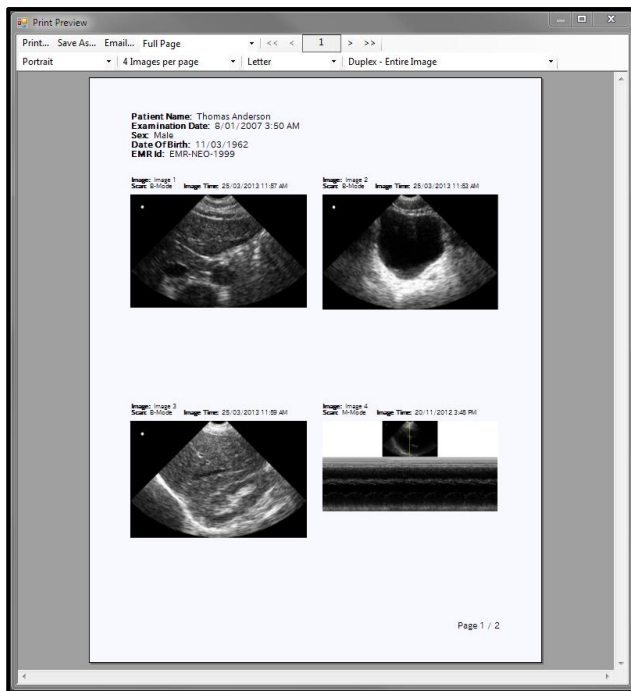 Print Preview
Print... Save As... Email... Full Page << < 1 > >>
Portrait 4 Images per page Letter Duplex - Entire Image
Patient Name: Thomas Anderson
Examination Date: 8/01/2007 3:50 AM
Sex: Male
Date Of Birth: 11/03/1962
EMR Id: EMR-NEO-1999
Image: Image 1
Scan: B-Mode Image Time: 25/03/2013 11:57 AM
Image: Image 2
Scan: B-Mode Image Time: 25/03/2013 11:53 AM
Image: Image 3
Scan: B-Mode Image Time: 25/03/2013 11:59 AM
Image: Image 4
Scan: M-Mode Image Time: 20/11/2012 3:45 PM
Page 1 / 2